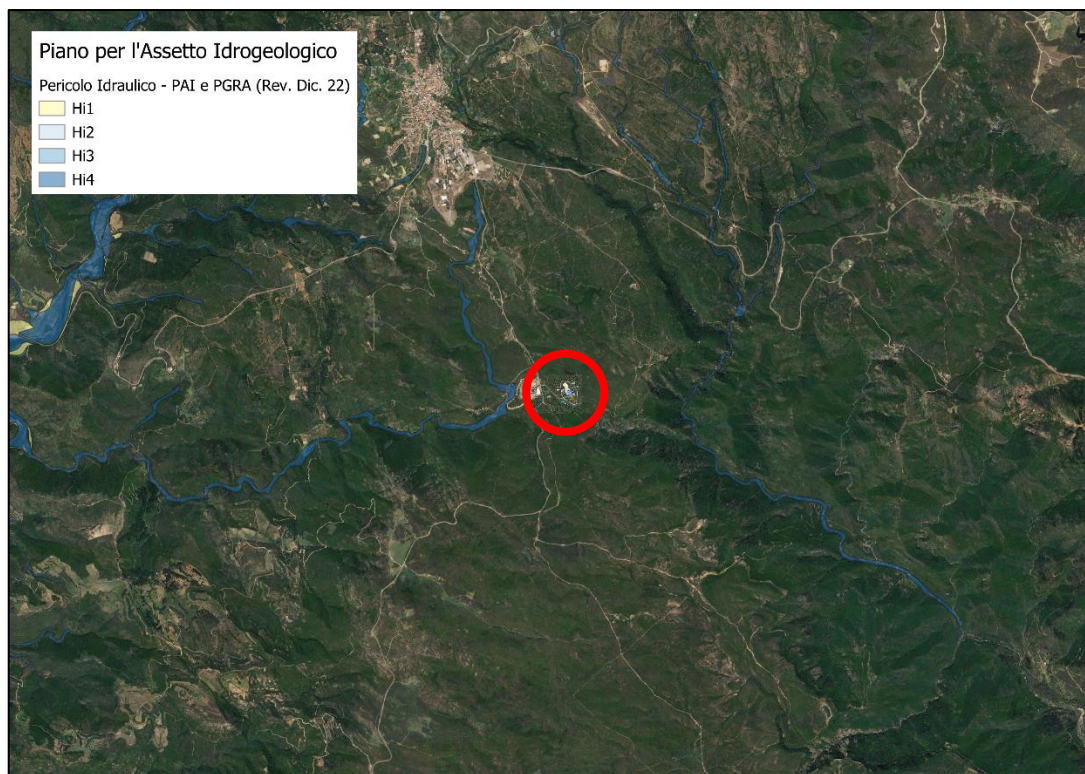 Piano per l'Assetto Idrogeologico
Pericolo Idraulico - PAI e PGRA (Rev. Dic. 22)
Hi1
Hi2
Hi3
Hi4